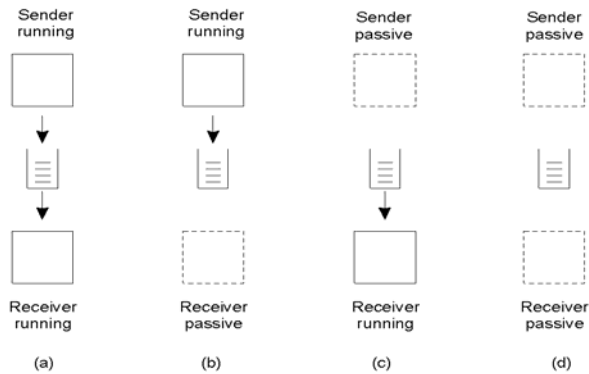 Sender
running
Sender
running
Sender
passive
Sender
passive
Receiver
running
Receiver
passive
Receiver
running
Receiver
passive
(a)
(b)
(c)
(d)